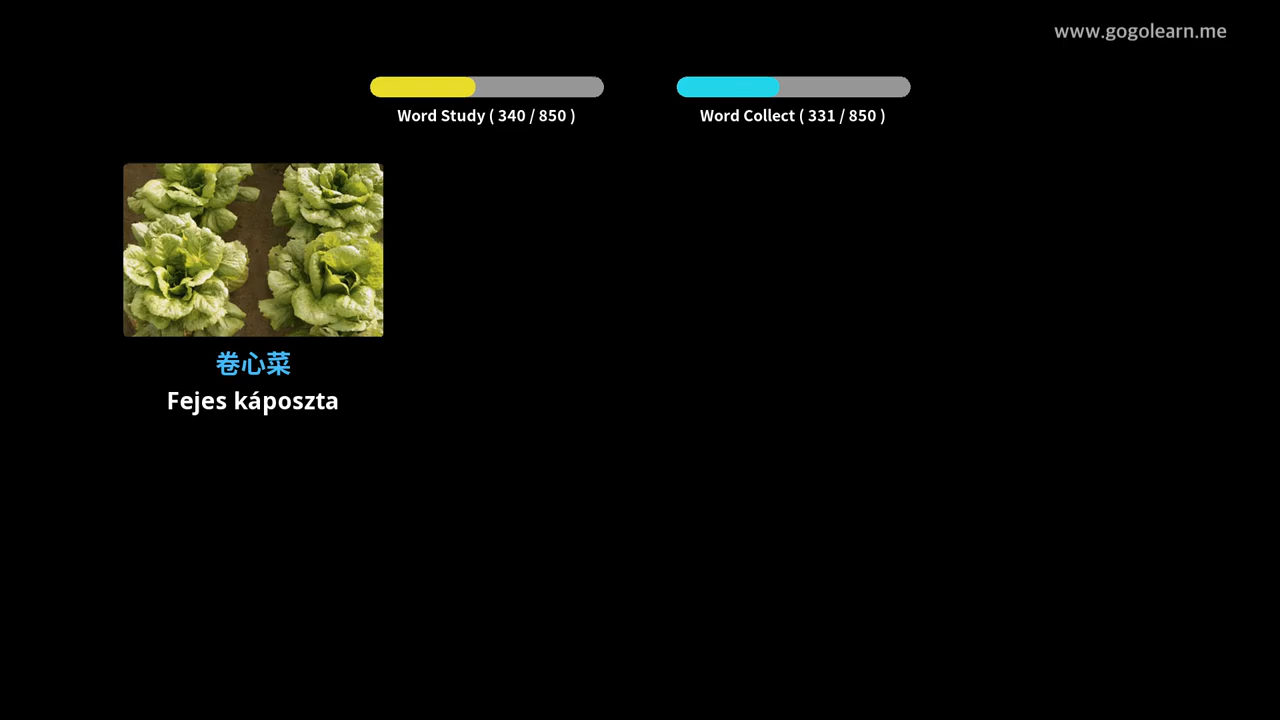 www.gogolearn.me
Word Study ( 340 / 850 )
Word Collect ( 331 / 850 )
卷心菜
Fejes káposzta